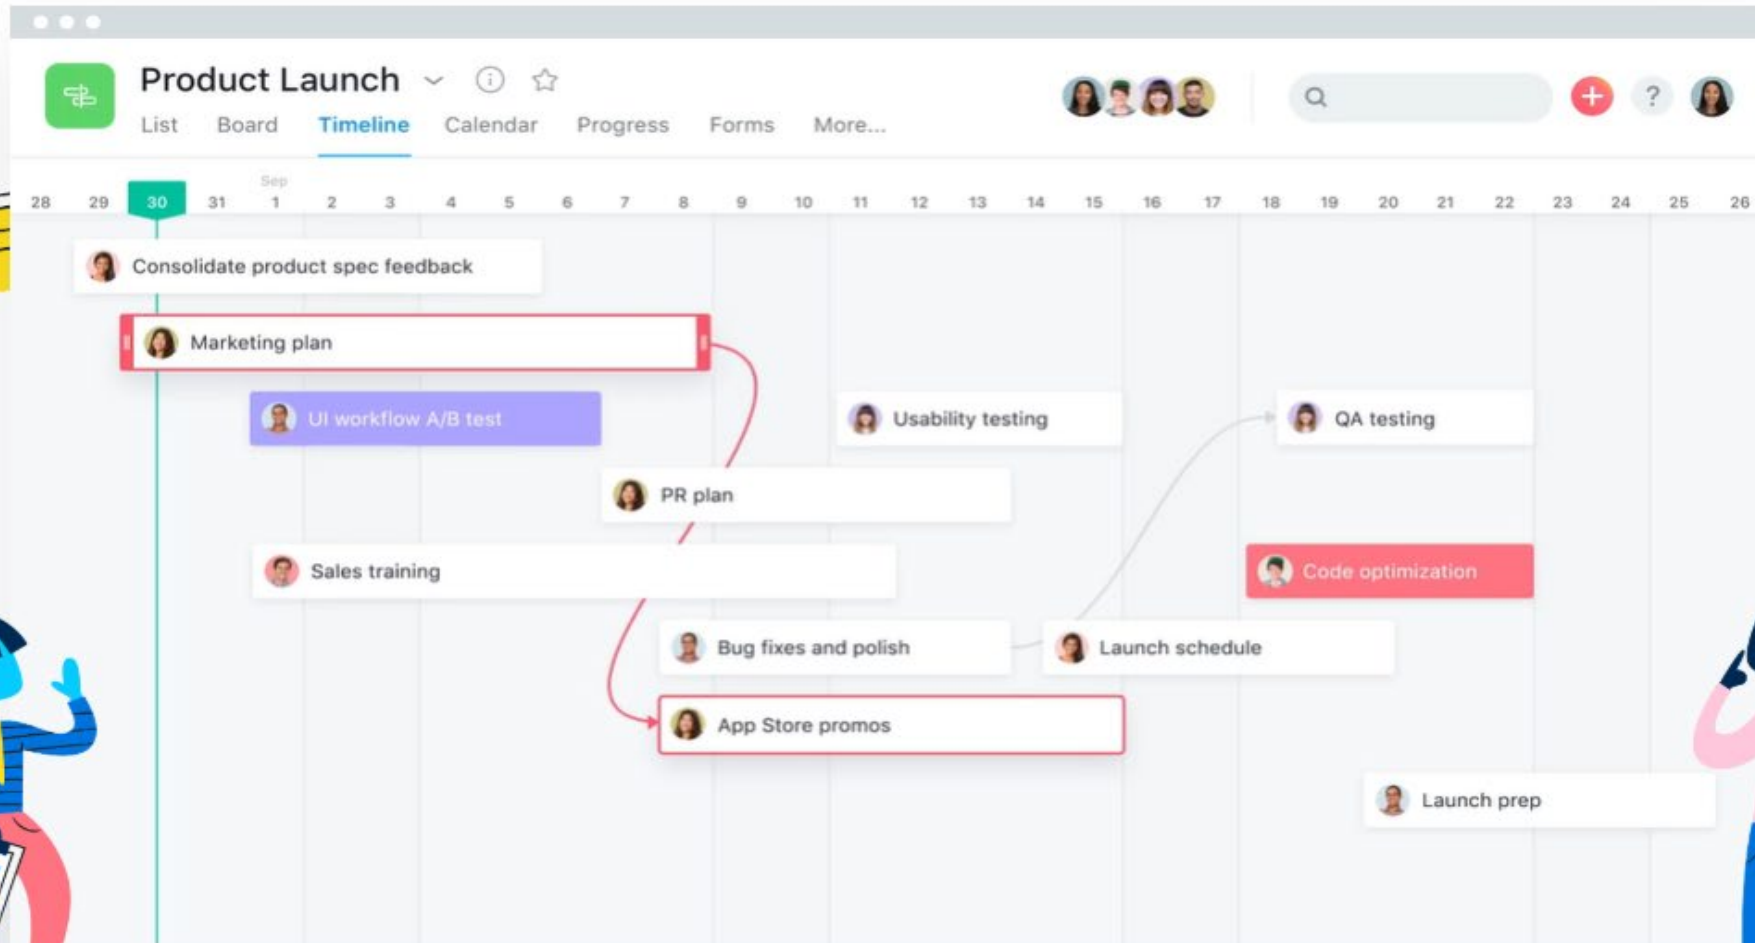 Product Launch
List Board Timeline Calendar Progress Forms More...
?
Sep
28 29 30 31 1 2 3 4 5 6 7 8 9 10 11 12 13 14 15 16 17 18 19 20 21 22 23 24 25 26
Consolidate product spec feedback
Marketing plan
UI workflow A/B test
Usability testing
QA testing
PR plan
Sales training
Code optimization
Bug fixes and polish
Launch schedule
App Store promos
Launch prep